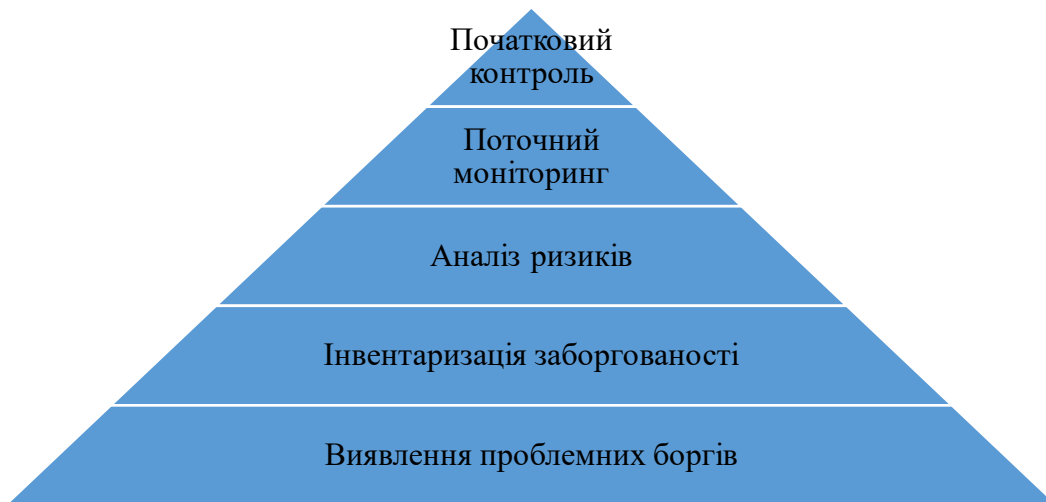 Початковий
контроль
Поточний
моніторинг
Аналіз ризиків
Інвентаризація заборгованості
Виявлення проблемних боргів